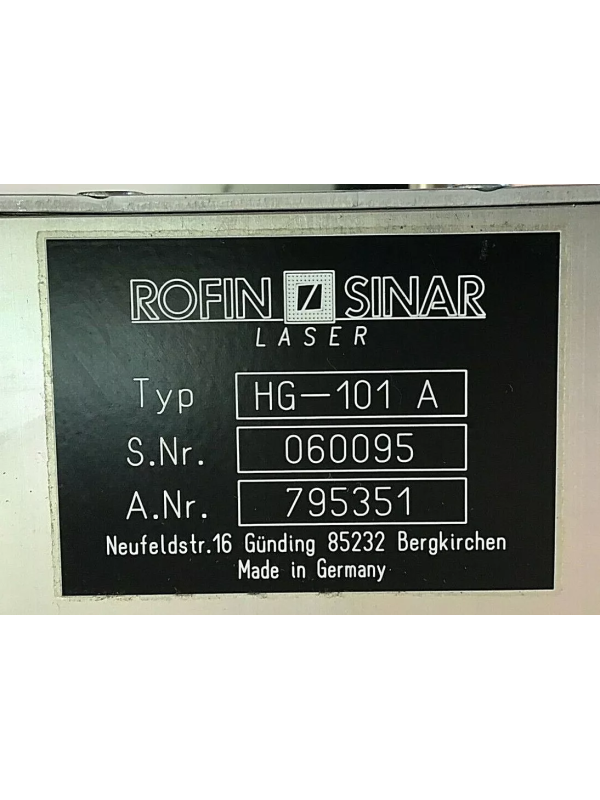 ROFIN SINAR
LASER
Typ HG-101 A
S.Nr. 060095
A.Nr. 795351
Neufeldstr.16 Günding 85232 Bergkirchen
Made in Germany